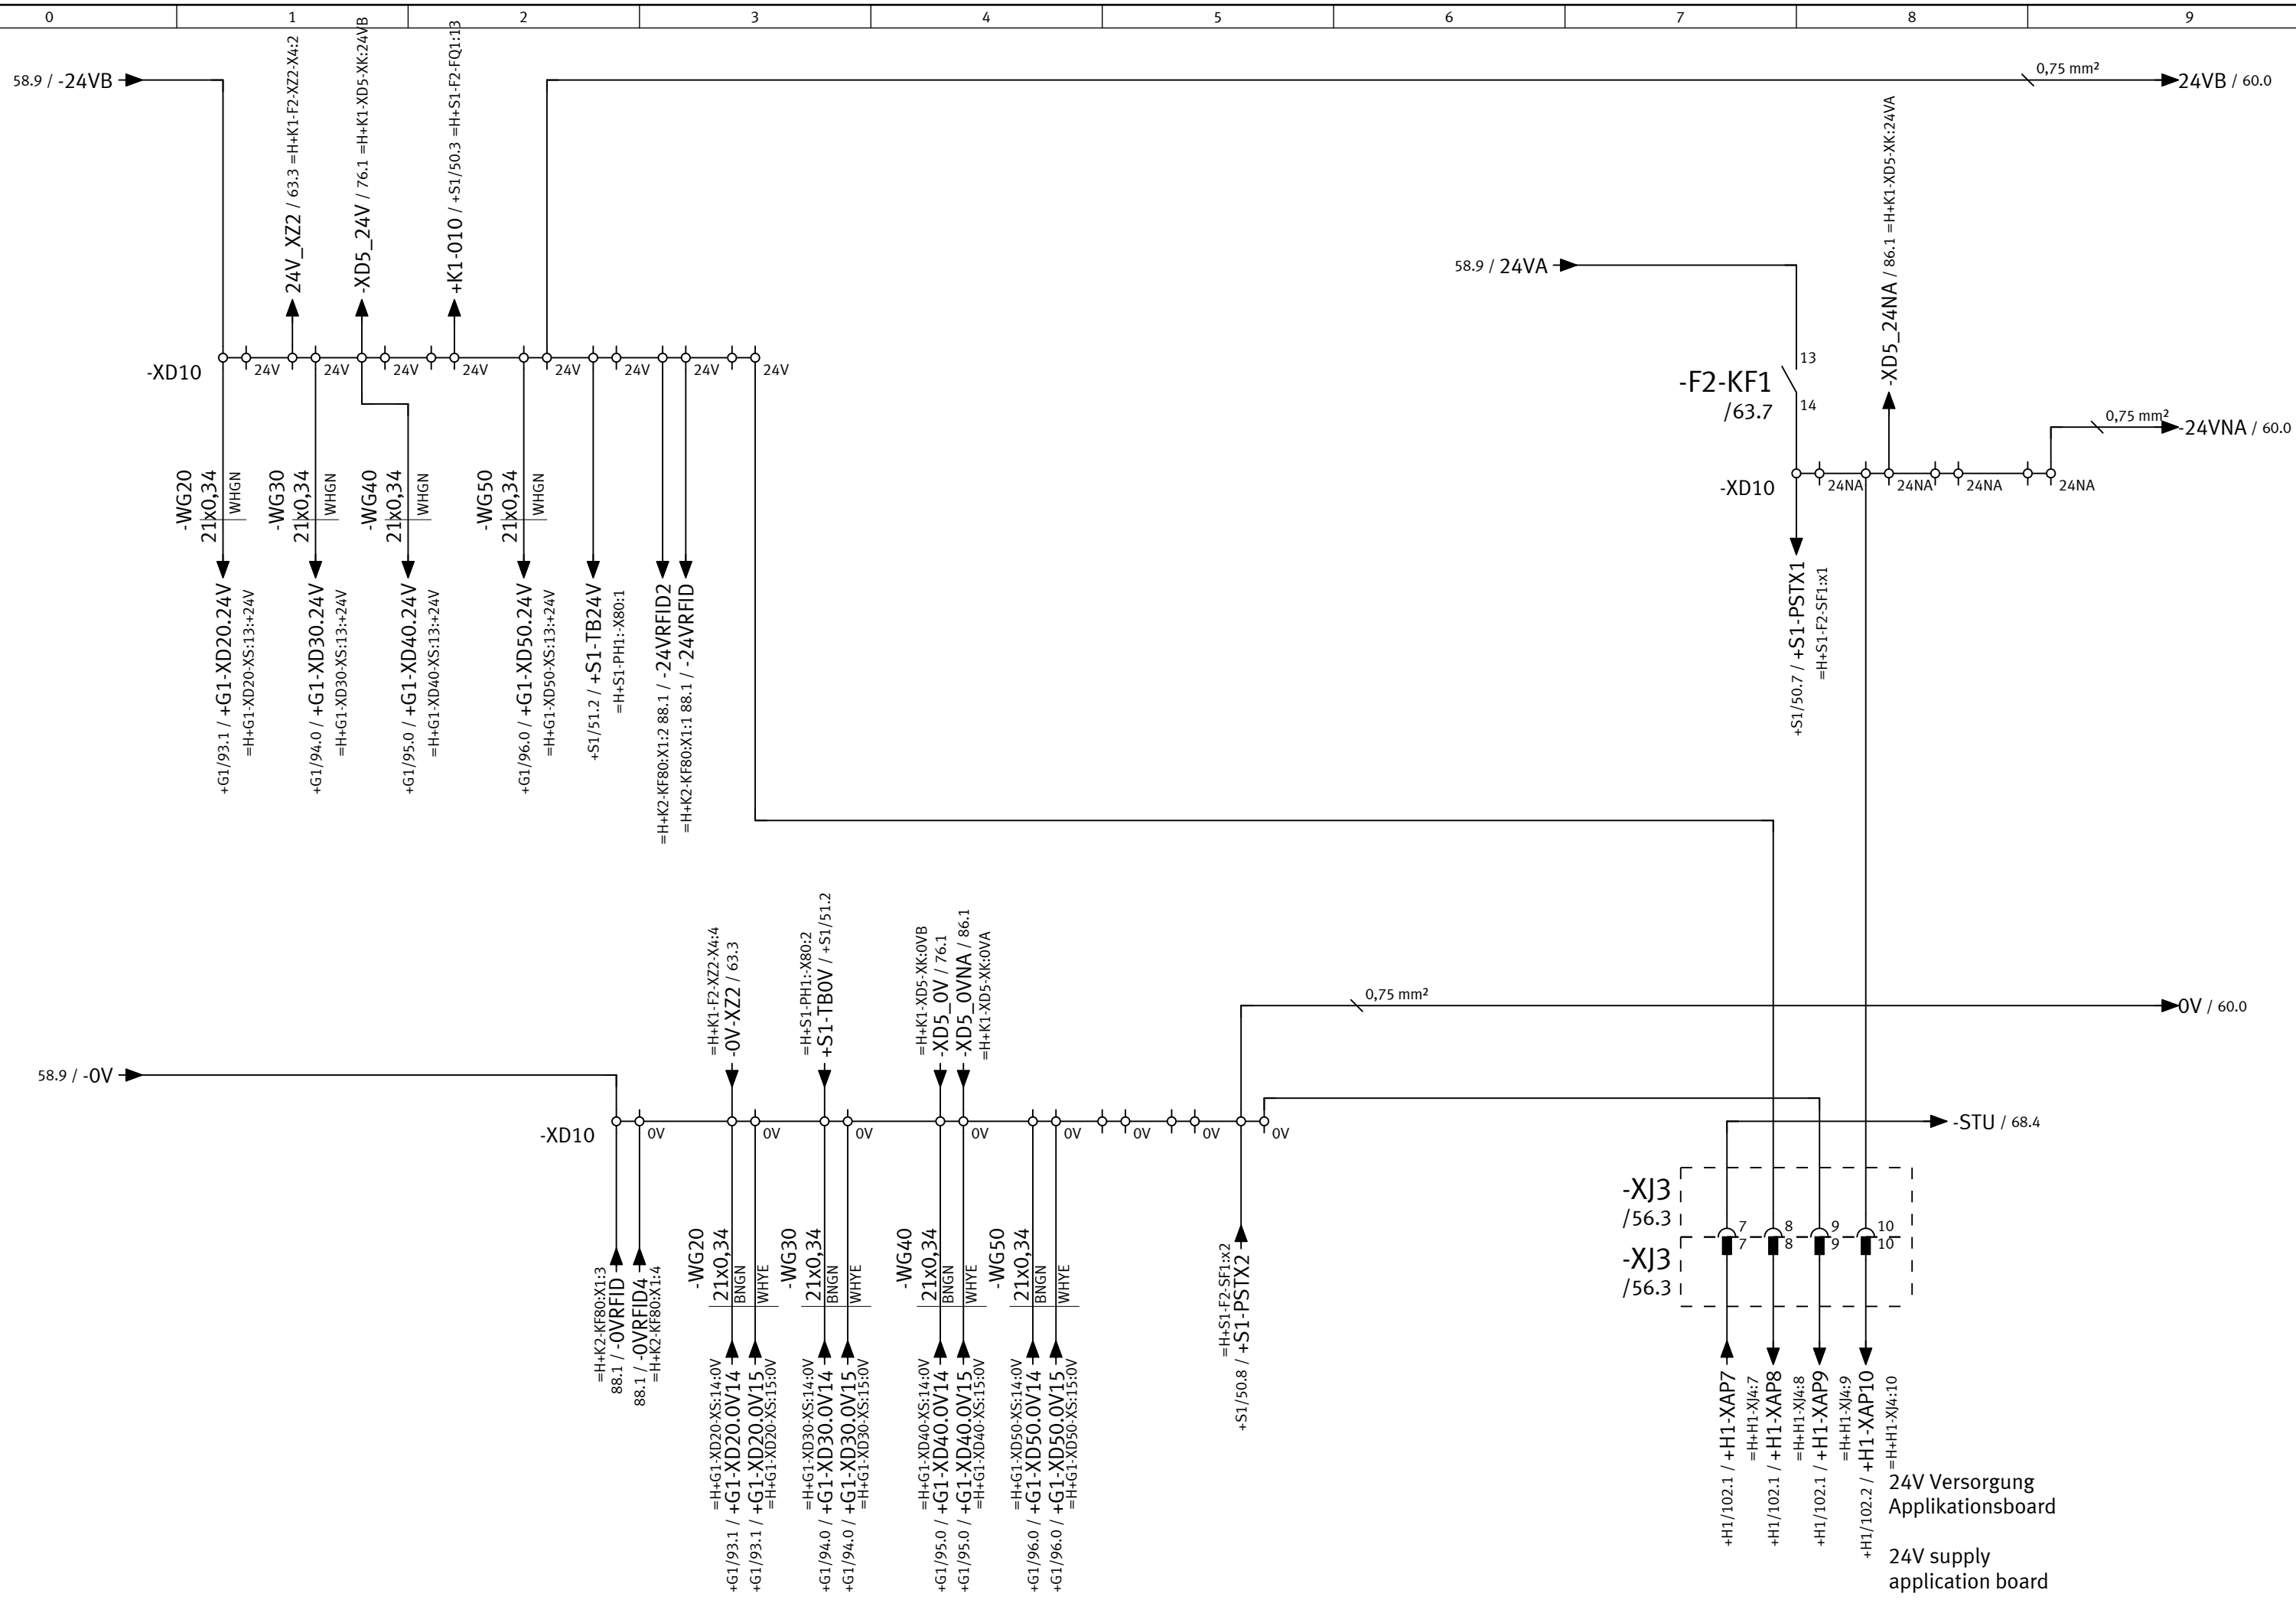 0 1 2 3 4 5 6 7 8 9
58.9 / -24VB
24V_XZ2 / 63.3 =H+K1-F2-XZ2-X4:2
-XD5_24V / 76.1 =H+K1-XD5-XK:24VB
+K1-010 / +S1/50.3 =H+S1-F2-FQ1:13
0,75 mm²
24VB / 60.0
-XD10
24V
24V
24V
24V
24V
24V
24V
24V
-WG20
21x0,34
WHGN
-WG30
21x0,34
WHGN
-WG40
21x0,34
WHGN
-WG50
21x0,34
WHGN
+G1/93.1 / +G1-XD20.24V
=H+G1-XD20-XS:13:+24V
+G1/94.0 / +G1-XD30.24V
=H+G1-XD30-XS:13:+24V
+G1/95.0 / +G1-XD40.24V
=H+G1-XD40-XS:13:+24V
+G1/96.0 / +G1-XD50.24V
=H+G1-XD50-XS:13:+24V
+S1/51.2 / +S1-TB24V
=H+S1-PH1:-X80:1
=H+K2-KF80:X1:2 88.1 / -24VRFID2
=H+K2-KF80:X1:1 88.1 / -24VRFID
58.9 / 24VA
-F2-KF1
/63.7
13
14
-XD5_24NA / 86.1 =H+K1-XD5-XK:24VA
0,75 mm²
-24VNA / 60.0
-XD10
24NA
24NA
24NA
24NA
+S1/50.7 / +S1-PSTX1
=H+S1-F2-SF1:x1
58.9 / -0V
=H+K1-F2-XZ2-X4:4
-0V-XZ2 / 63.3
=H+S1-PH1:-X80:2
+S1-TB0V / +S1/51.2
=H+K1-XD5-XK:0VB
-XD5_0V / 76.1
-XD5_0VNA / 86.1
=H+K1-XD5-XK:0VA
0,75 mm²
0V / 60.0
-XD10
0V
0V
0V
0V
0V
0V
0V
0V
=H+K2-KF80:X1:3
88.1 / -0VRFID
88.1 / -0VRFID4
=H+K2-KF80:X1:4
-WG20
21x0,34
BNGN
WHYE
-WG30
21x0,34
BNGN
WHYE
-WG40
21x0,34
BNGN
WHYE
-WG50
21x0,34
BNGN
WHYE
=H+G1-XD20-XS:14:0V
+G1/93.1 / +G1-XD20.0V14
+G1/93.1 / +G1-XD20.0V15
=H+G1-XD20-XS:15:0V
=H+G1-XD30-XS:14:0V
+G1/94.0 / +G1-XD30.0V14
+G1/94.0 / +G1-XD30.0V15
=H+G1-XD30-XS:15:0V
=H+G1-XD40-XS:14:0V
+G1/95.0 / +G1-XD40.0V14
+G1/95.0 / +G1-XD40.0V15
=H+G1-XD40-XS:15:0V
=H+G1-XD50-XS:14:0V
+G1/96.0 / +G1-XD50.0V14
+G1/96.0 / +G1-XD50.0V15
=H+G1-XD50-XS:15:0V
=H+S1-F2-SF1:x2
+S1/50.8 / +S1-PSTX2
-STU / 68.4
-XJ3
/56.3
7 8 9 10
-XJ3
/56.3
7 8 9 10
+H1/102.1 / +H1-XAP7
=H+H1-XJ4:7
+H1/102.1 / +H1-XAP8
=H+H1-XJ4:8
+H1/102.1 / +H1-XAP9
=H+H1-XJ4:9
+H1/102.2 / +H1-XAP10
=H+H1-XJ4:10
24V Versorgung
Applikationsboard
24V supply
application board